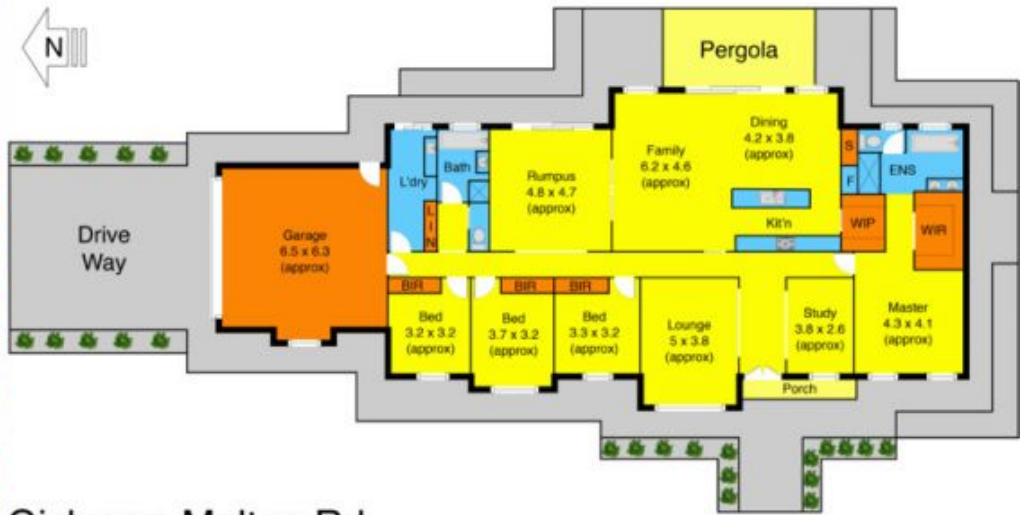 N
Pergola
Dining
4.2 x 3.8
(approx)
Family
6.2 x 4.6
(approx)
S
F
ENS
Bath
L'dry
Rumpus
4.8 x 4.7
(approx)
LIN
Kit'n
WIP
WIR
Drive
Way
Garage
6.5 x 6.3
(approx)
BIR
BIR
BIR
Bed
3.2 x 3.2
(approx)
Bed
3.7 x 3.2
(approx)
Bed
3.3 x 3.2
(approx)
Lounge
5 x 3.8
(approx)
Study
3.8 x 2.6
(approx)
Master
4.3 x 4.1
(approx)
Porch